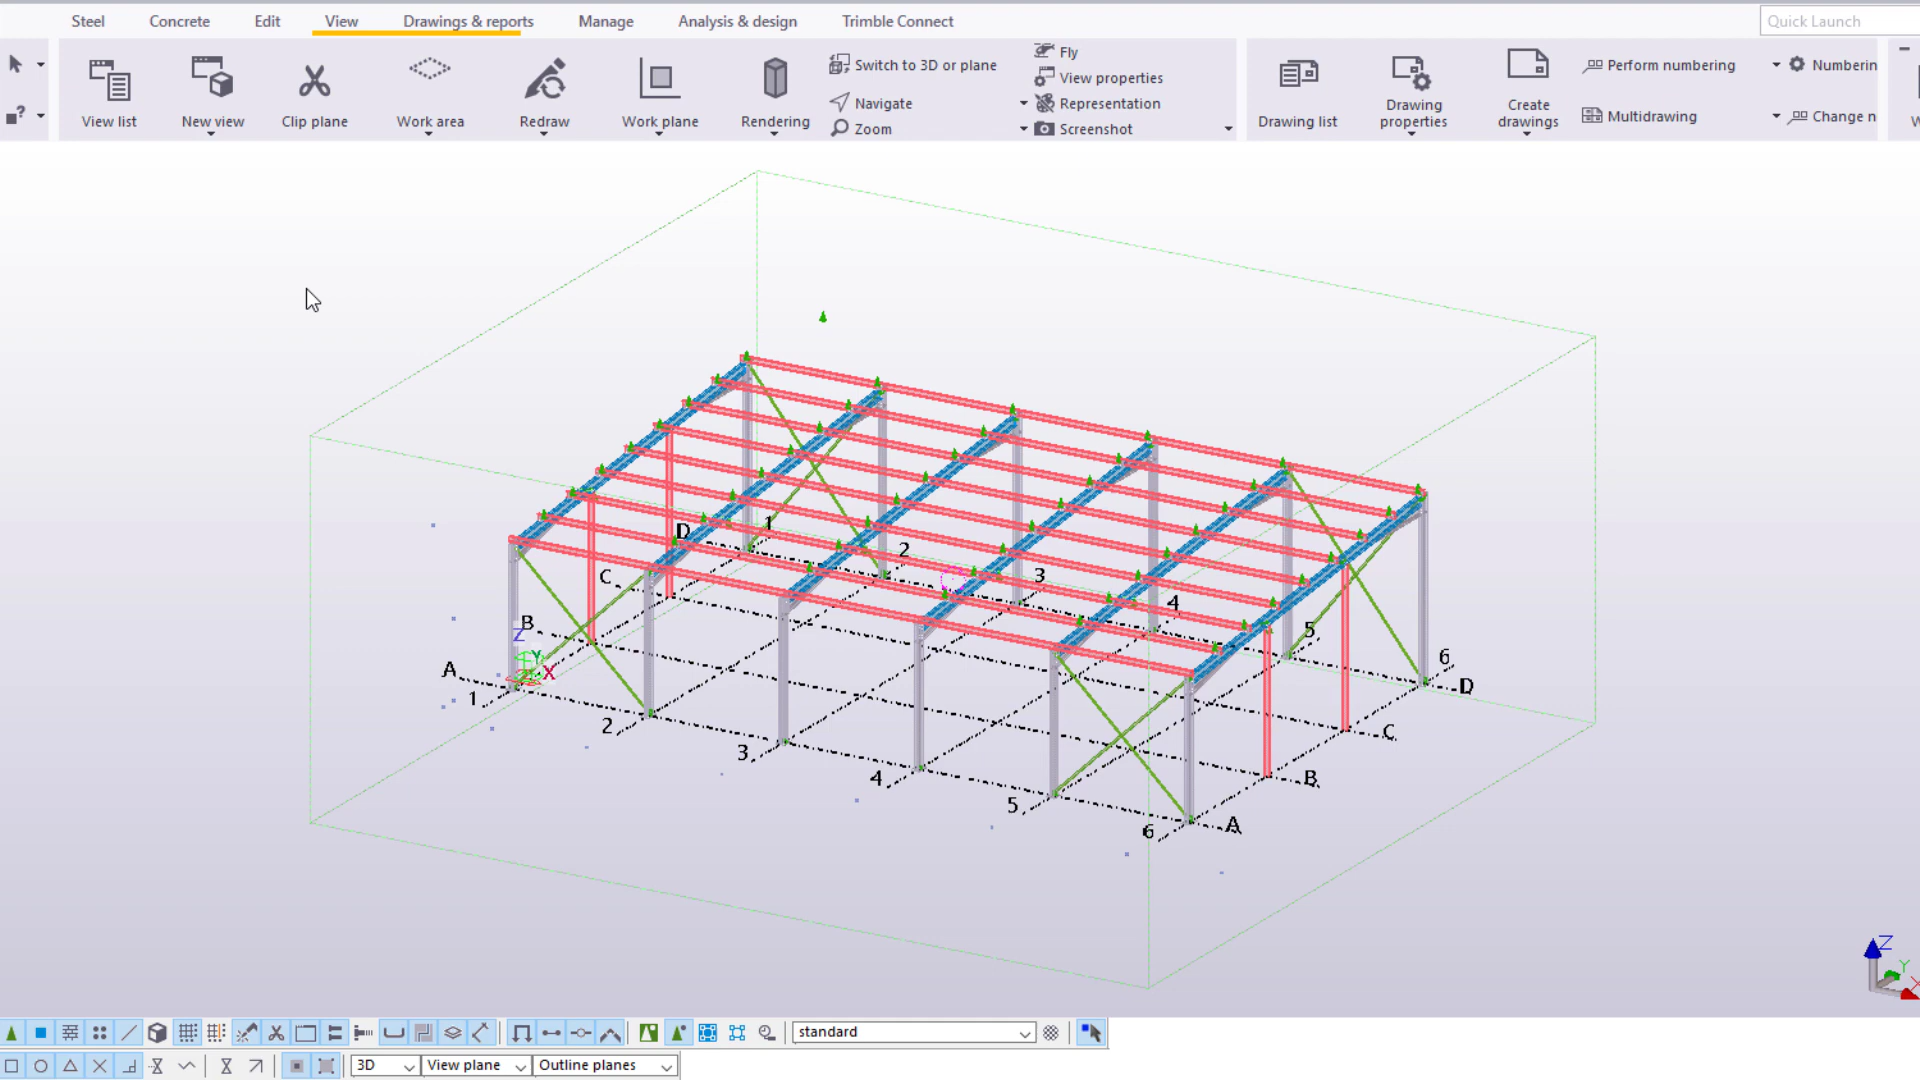 Steel Concrete Edit View Drawings & reports Manage Analysis & design Trimble Connect Quick Launch
View list
New view
Clip plane
Work area
Redraw
Work plane
Rendering
Switch to 3D or plane
Navigate
Zoom
Fly
View properties
Representation
Screenshot
Drawing list
Drawing
properties
Create
drawings
Perform numbering
Multidrawing
Numberin
Change n
W
D 1
2
C 3
4
B 5
Z
Y
X
A 1
6
D
2
C
3
4
B
5
6 A
Z
Y
X
standard
3D View plane Outline planes